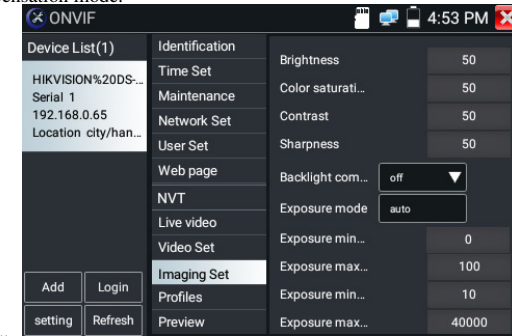 ensation mode.
ONVIF 4:53 PM
Device List(1)
HIKVISION%20DS-...
Serial 1
192.168.0.65
Location city/han...
Add Login
setting Refresh
Identification
Time Set
Maintenance
Network Set
User Set
Web page
NVT
Live video
Video Set
Imaging Set
Profiles
Preview
Brightness 50
Color saturati... 50
Contrast 50
Sharpness 50
Backlight com... off
Exposure mode auto
Exposure min... 0
Exposure max... 100
Exposure min... 10
Exposure max... 40000